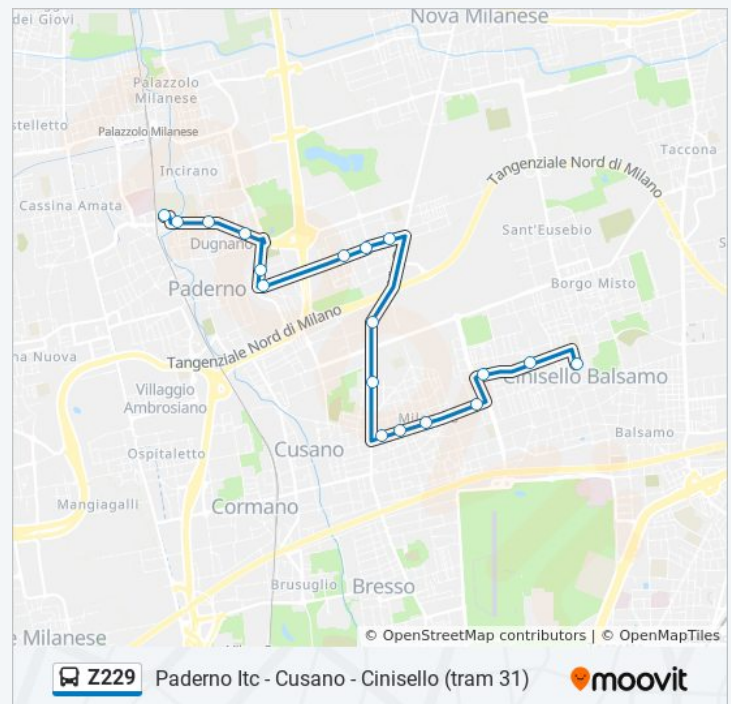 dei Giovi
Nova Milanese
Palazzolo
Milanese
stelletto
Palazzolo Milanese
Taccona
Incirano
Tangenziale Nord di Milano
Cassina Amata
Sant'Eusebio
Dugnano
Paderno
Borgo Misto
Tangenziale Nord di Milano
na Nuova
Villaggio
Ambrosiano
Cinisello Balsamo
Balsamo
Ospitaletto
Cusano
Mangiagalli
Cormano
Brusuglio
Bresso
e Milanese
© OpenStreetMap contributors | © OpenMapTiles
Z229 Paderno Itc - Cusano - Cinisello (tram 31) moovit